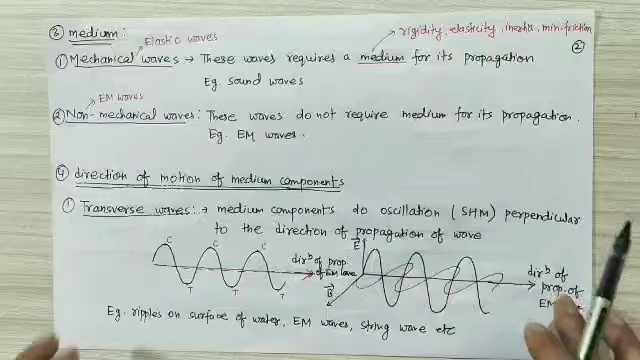 ③ medium:
Elastic waves
rigidity, elasticity, inertia, min. friction
②
① Mechanical waves → These waves requires a medium for its propagation
Eg. sound waves
EM waves
② Non-mechanical waves: These waves do not require medium for its propagation.
Eg. EM waves.
④ direction of motion of medium components
① Transverse waves:→ medium components do oscillation (SHM) perpendicular
to the direction of propagation of wave
C C C
T T T
dirⁿ of prop.
of EM wave
E
B
dirⁿ of
prop. of
EM
Eg. ripples on surface of water, EM waves, string wave etc